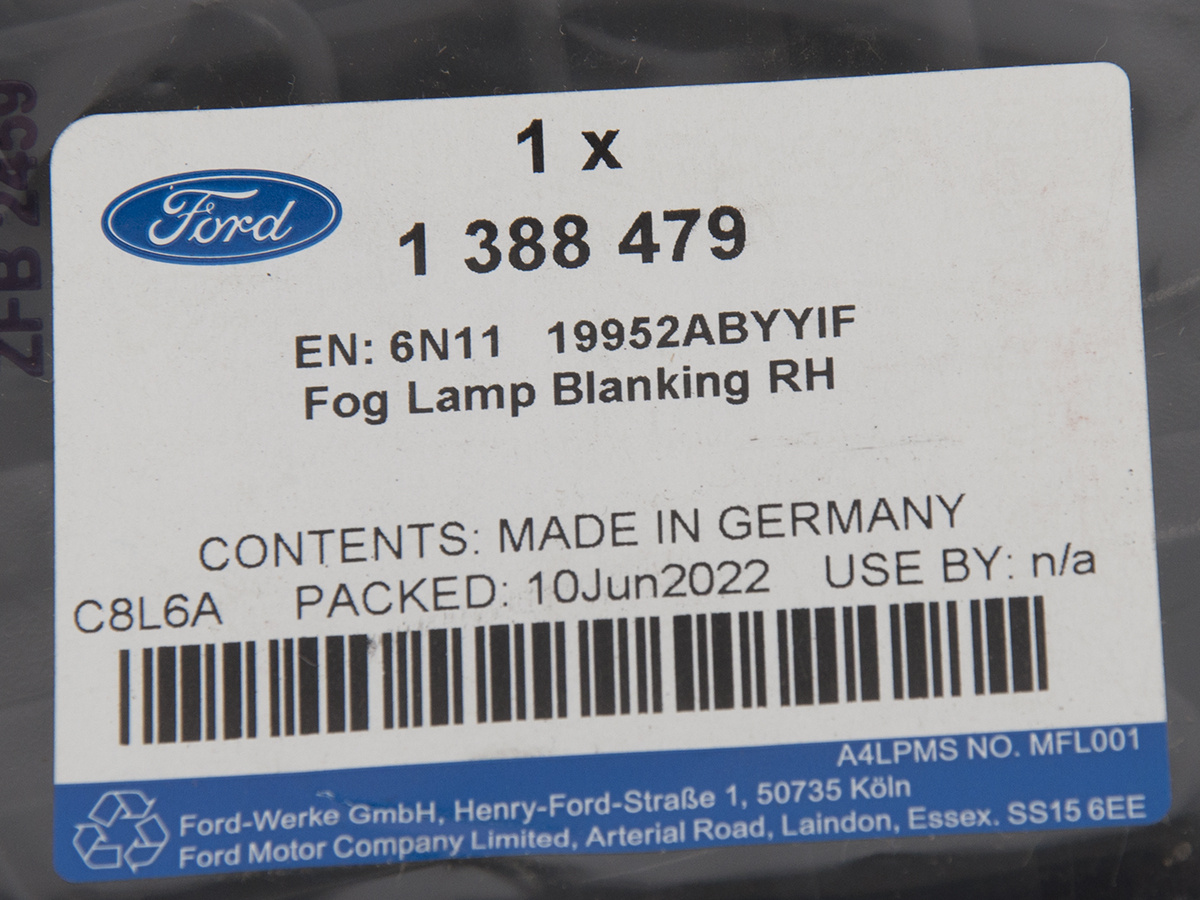 1 x
Ford
1 388 479
EN: 6N11 19952ABYYIF
Fog Lamp Blanking RH
CONTENTS: MADE IN GERMANY
C8L6A PACKED: 10Jun2022 USE BY: n/a
A4LPMS NO. MFL001
Ford-Werke GmbH, Henry-Ford-Straße 1, 50735 Köln
Ford Motor Company Limited, Arterial Road, Laindon, Essex. SS15 6EE
ZFB 2459